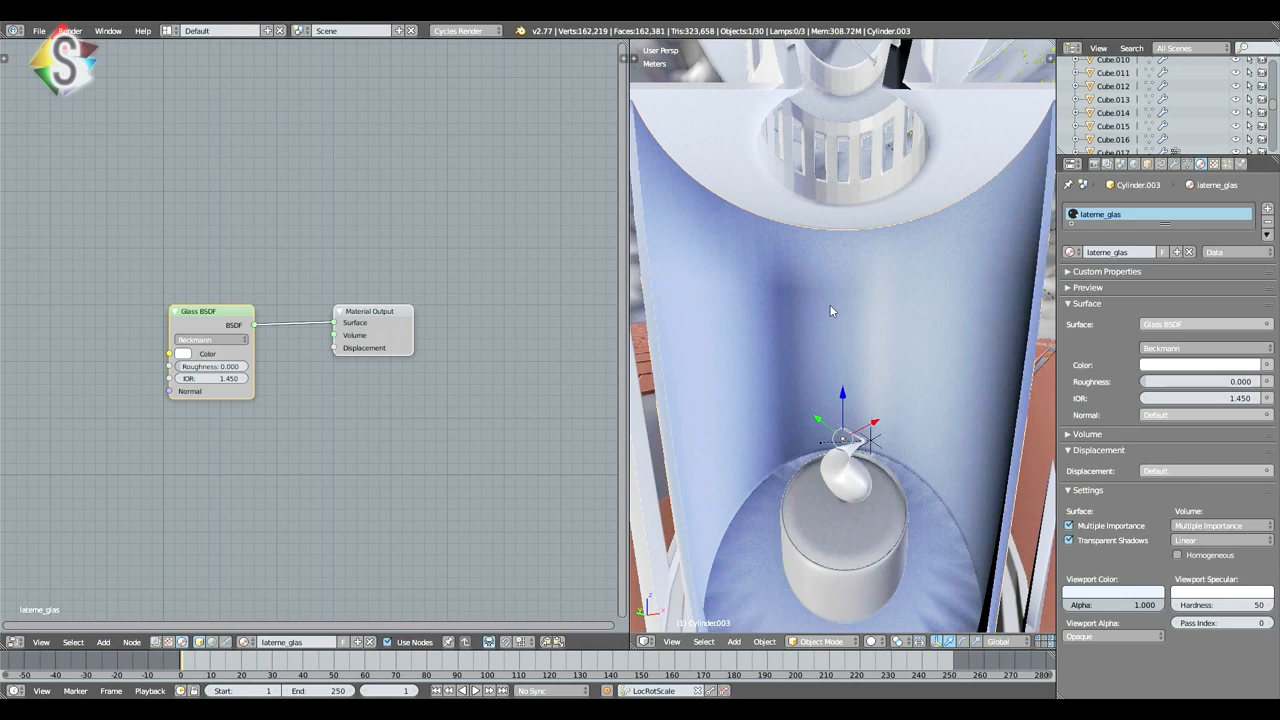 File Render Window Help Default Scene Cycles Render v2.77 | Verts:162,219 | Faces:162,381 | Tris:323,658 | Objects:1/30 | Lamps:0/3 | Mem:308.72M | Cylinder.003
User Persp
Meters
View Search All Scenes
Cube.010
Cube.011
Cube.012
Cube.013
Cube.014
Cube.015
Cube.016
Cube.017
S
Cylinder.003 laterne_glas
laterne_glas
laterne_glas F Data
Custom Properties
Preview
Surface
Surface: Glass BSDF
Beckmann
Color:
Roughness: 0.000
IOR: 1.450
Normal: Default
Volume
Displacement
Displacement: Default
Settings
Surface: Volume:
Multiple Importance Multiple Importance
Transparent Shadows Linear
Homogeneous
Viewport Color: Viewport Specular:
Alpha: 1.000 Hardness: 50
Viewport Alpha: Pass Index: 0
Opaque
Glass BSDF
BSDF
Beckmann
Color
Roughness: 0.000
IOR: 1.450
Normal
Material Output
Surface
Volume
Displacement
laterne_glas
z
y x
(1) Cylinder.003
View Select Add Node laterne_glas F Use Nodes
View Select Add Object Object Mode Global
-50 -40 -30 -20 -10 0 10 20 30 40 50 60 70 80 90 100 110 120 130 140 150 160 170 180 190 200 210 220 230 240 250 260 270 280
View Marker Frame Playback Start: 1 End: 250 1 No Sync LocRotScale